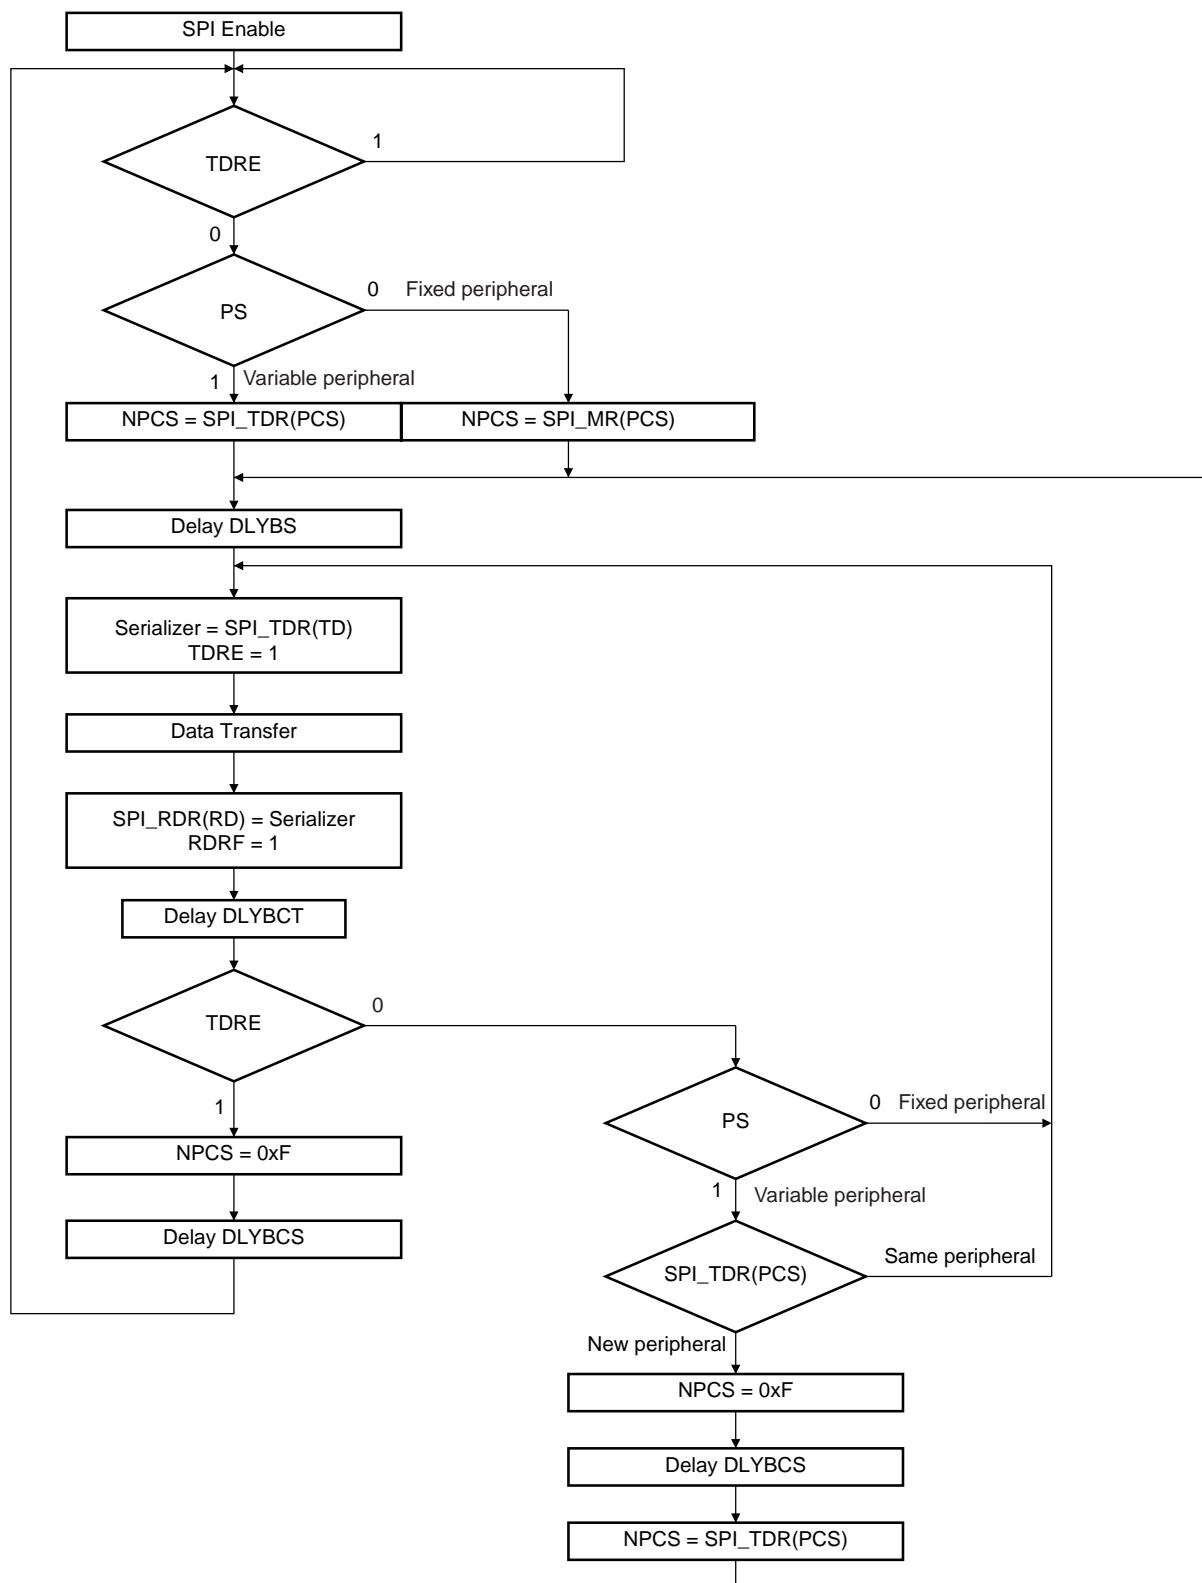 SPI Enable
TDRE
1
0
PS
0 Fixed peripheral
1 Variable peripheral
NPCS = SPI_TDR(PCS)
NPCS = SPI_MR(PCS)
Delay DLYBS
Serializer = SPI_TDR(TD)
TDRE = 1
Data Transfer
SPI_RDR(RD) = Serializer
RDRF = 1
Delay DLYBCT
TDRE
0
1
NPCS = 0xF
Delay DLYBCS
PS
0 Fixed peripheral
1 Variable peripheral
SPI_TDR(PCS)
Same peripheral
New peripheral
NPCS = 0xF
Delay DLYBCS
NPCS = SPI_TDR(PCS)